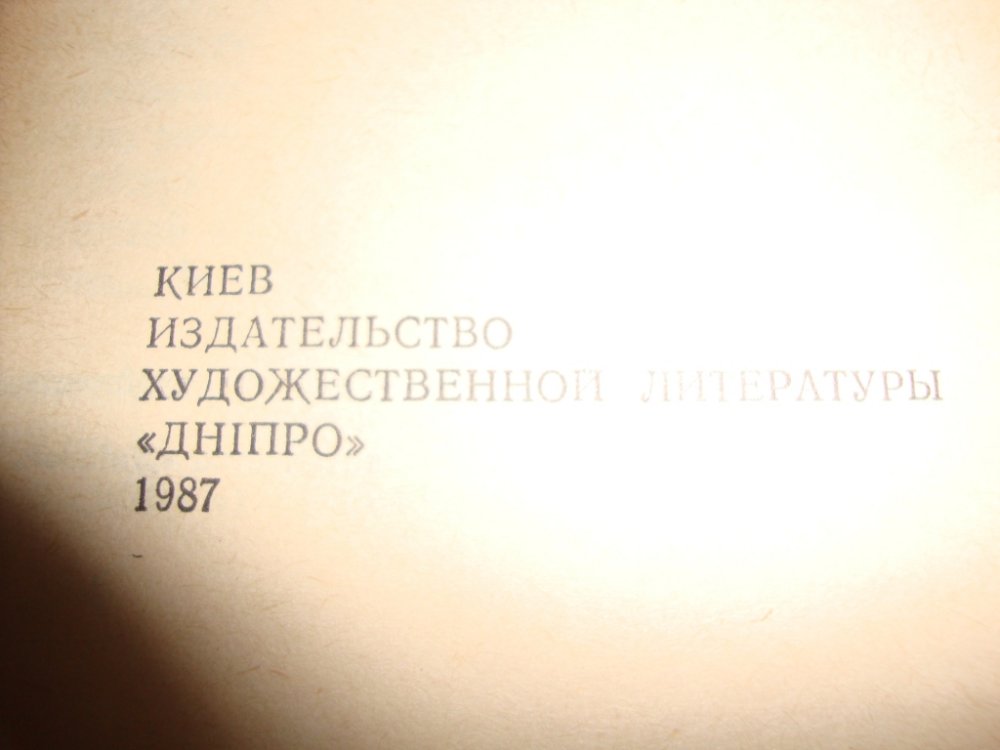 КИЕВ
ИЗДАТЕЛЬСТВО
ХУДОЖЕСТВЕННОЙ ЛИТЕРАТУРЫ
«ДНІПРО»
1987